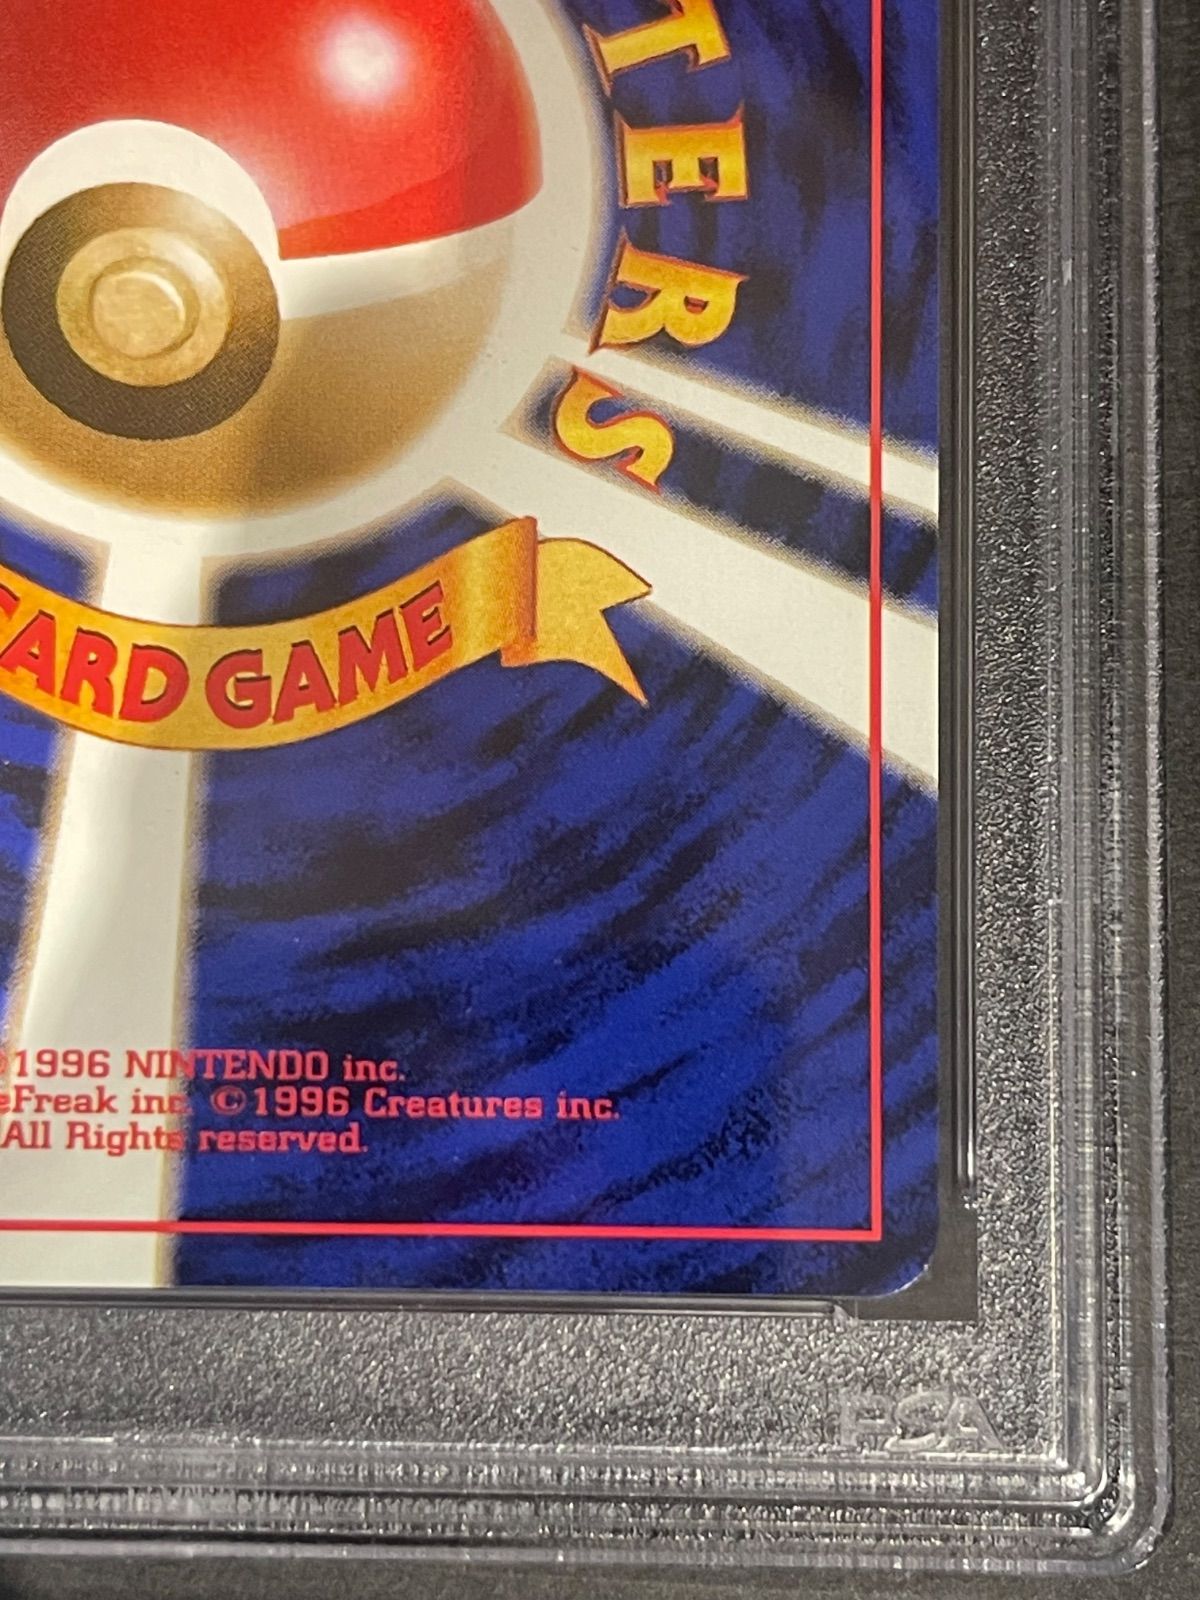 TERS
CARD GAME
©1996 NINTENDO inc.
eFreak inc. ©1996 Creatures inc.
All Rights reserved.
PSA